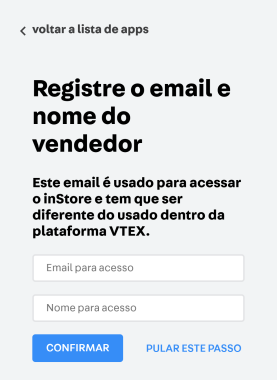 voltar a lista de apps
Registre o email e
nome do
vendedor
Este email é usado para acessar
o inStore e tem que ser
diferente do usado dentro da
plataforma VTEX.
Email para acesso
Nome para acesso
CONFIRMAR PULAR ESTE PASSO